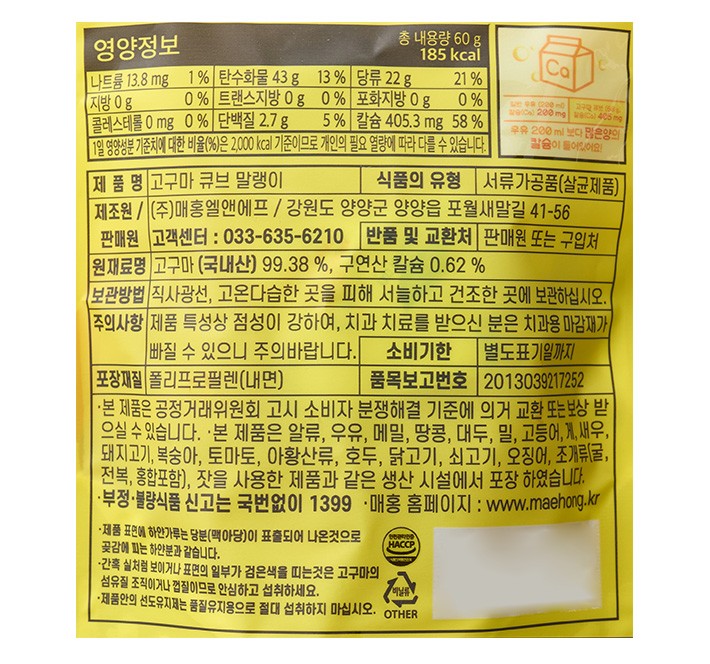 영양정보
총 내용량 60 g
185 kcal
나트륨 13.8 mg 1 % 탄수화물 43 g 13 % 당류 22 g 21 %
지방 0 g 0 % 트랜스지방 0 g 0 % 포화지방 0 g 0 %
콜레스테롤 0 mg 0 % 단백질 2.7 g 5 % 칼슘 405.3 mg 58 %
1일 영양성분 기준치에 대한 비율(%)은 2,000 kcal 기준이므로 개인의 필요 열량에 따라 다를 수 있습니다.
Ca
일반 우유 (200 ml) 고구마 큐브 (60 g)
칼슘(Ca) 200 mg 칼슘(Ca) 405 mg
우유 200 ml 보다 많은양의
칼슘이 들어있어요!
제 품 명 고구마 큐브 말랭이 식품의 유형 서류가공품(살균제품)
제조원 / (주)매홍엘앤에프 / 강원도 양양군 양양읍 포월새말길 41-56
판매원 고객센터 : 033-635-6210 반품 및 교환처 판매원 또는 구입처
원재료명 고구마 (국내산) 99.38 %, 구연산 칼슘 0.62 %
보관방법 직사광선, 고온다습한 곳을 피해 서늘하고 건조한 곳에 보관하십시오.
주의사항 제품 특성상 점성이 강하여, 치과 치료를 받으신 분은 치과용 마감재가
빠질 수 있으니 주의바랍니다. 소비기한 별도표기일까지
포장재질 폴리프로필렌(내면) 품목보고번호 2013039217252
·본 제품은 공정거래위원회 고시 소비자 분쟁해결 기준에 의거 교환 또는 보상 받
으실 수 있습니다. ·본 제품은 알류, 우유, 메밀, 땅콩, 대두, 밀, 고등어, 게, 새우,
돼지고기, 복숭아, 토마토, 아황산류, 호두, 닭고기, 쇠고기, 오징어, 조개류(굴,
전복, 홍합포함), 잣을 사용한 제품과 같은 생산 시설에서 포장 하였습니다.
·부정·불량식품 신고는 국번없이 1399 ·매홍 홈페이지 : www.maehong.kr
·제품 표면에 하얀가루는 당분(맥아당)이 표출되어 나온것으로
곶감에 피는 하얀분과 같습니다.
·간혹 실처럼 보이거나 표면의 일부가 검은색을 띠는것은 고구마의
섬유질 조직이거나 껍질이므로 안심하고 섭취하세요.
·제품안의 선도유지제는 품질유지용으로 절대 섭취하지 마십시오.
HACCP
비닐류
OTHER